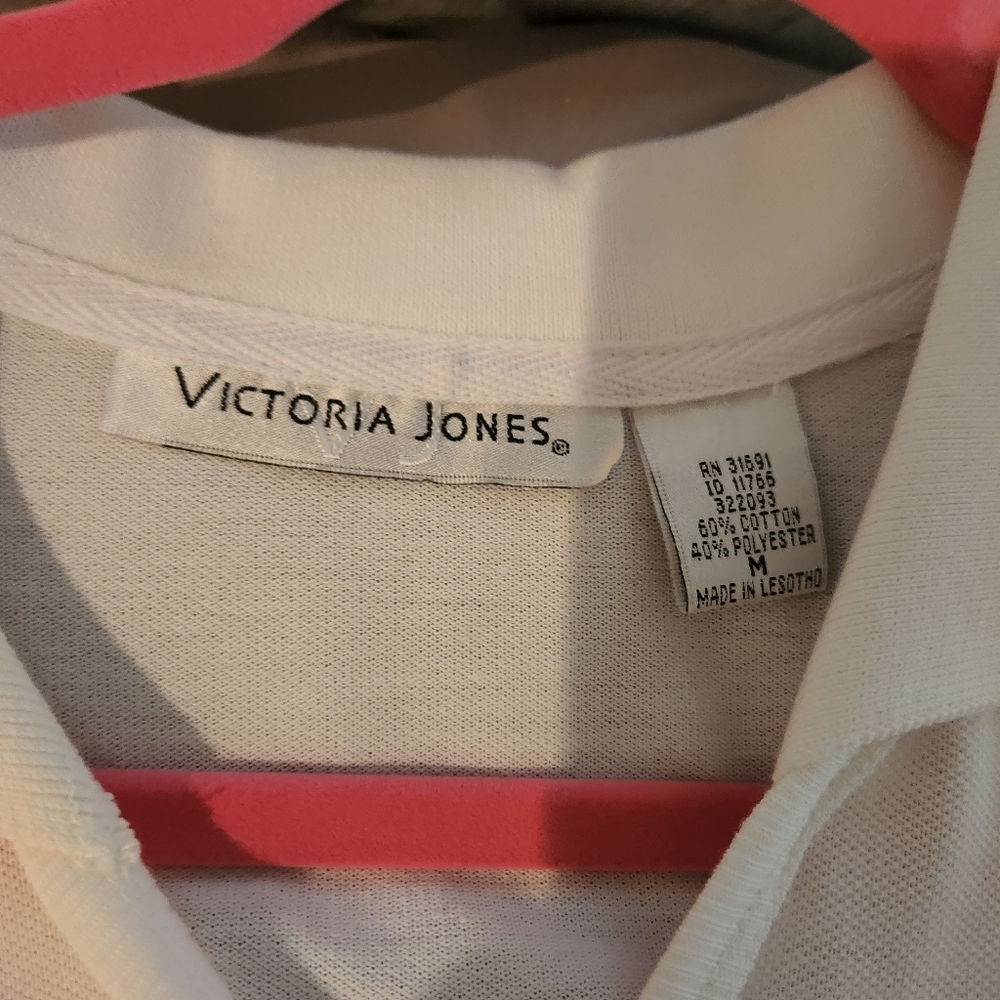 VICTORIA JONES®
RN 31691
ID 11766
322093
60% COTTON
40% POLYESTER
M
MADE IN LESOTHO